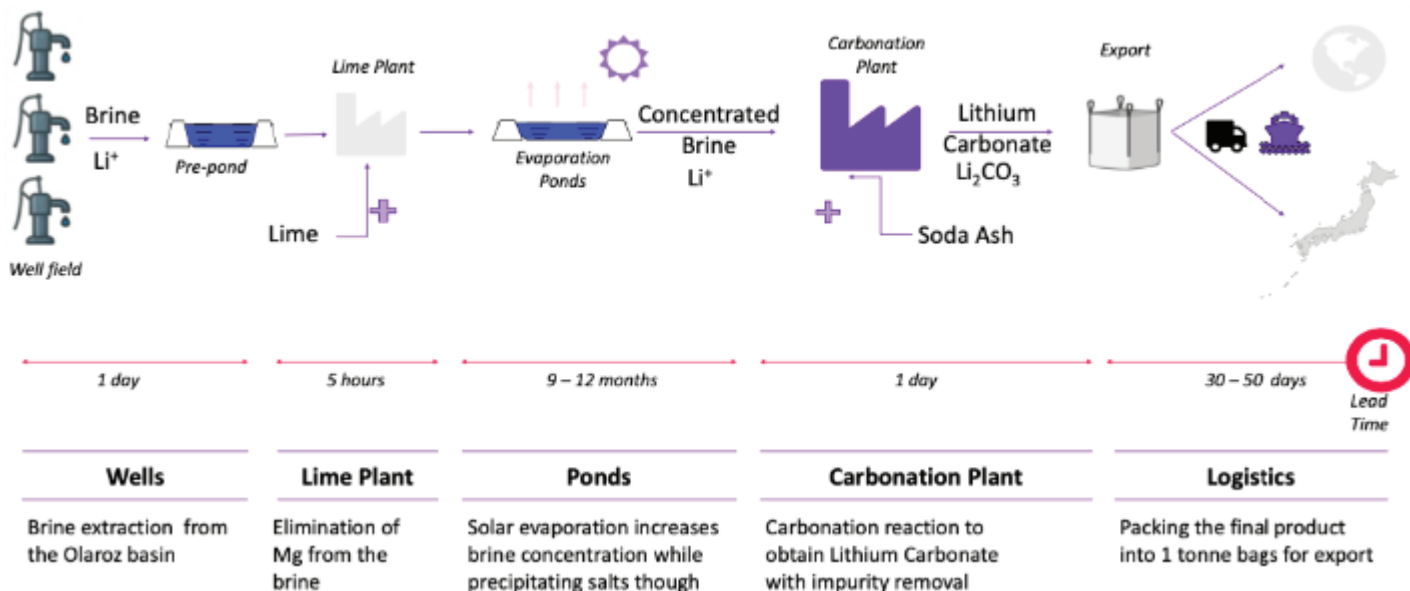 Lime Plant
Carbonation
Plant
Export
Brine
Li⁺
Pre-pond
Evaporation
Ponds
Concentrated
Brine
Li⁺
Lithium
Carbonate
Li₂CO₃
Lime
Soda Ash
Well field
1 day
5 hours
9 – 12 months
1 day
30 – 50 days
Lead
Time
Wells
Lime Plant
Ponds
Carbonation Plant
Logistics
Brine extraction from
the Olaroz basin
Elimination of
Mg from the
brine
Solar evaporation increases
brine concentration while
precipitating salts though
Carbonation reaction to
obtain Lithium Carbonate
with impurity removal
Packing the final product
into 1 tonne bags for export